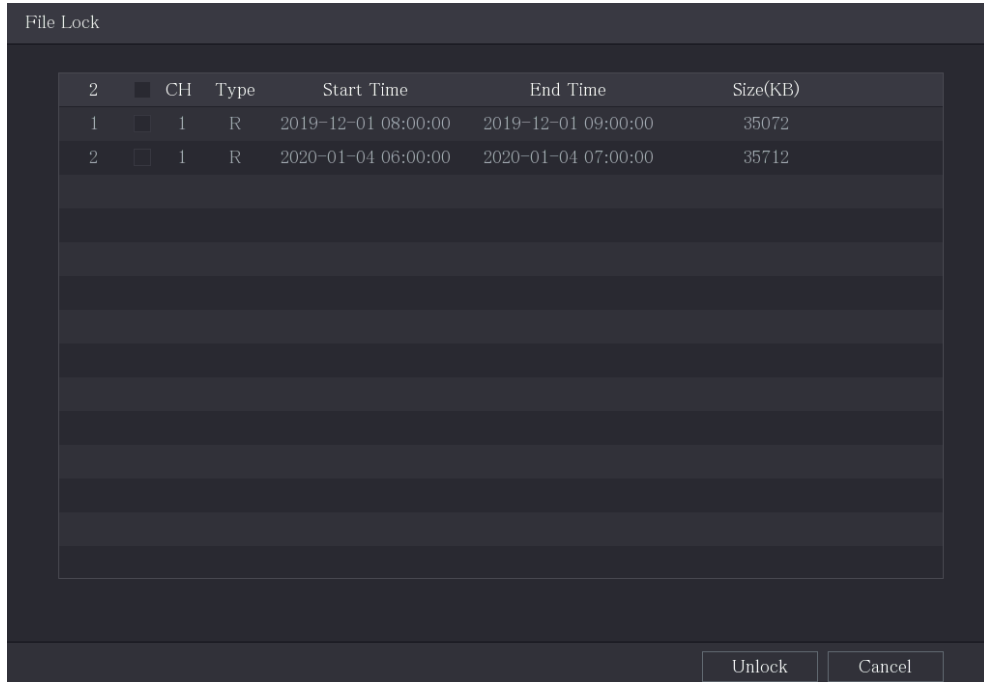 File Lock
2 CH Type Start Time End Time Size(KB)
1 1 R 2019-12-01 08:00:00 2019-12-01 09:00:00 35072
2 1 R 2020-01-04 06:00:00 2020-01-04 07:00:00 35712
Unlock Cancel